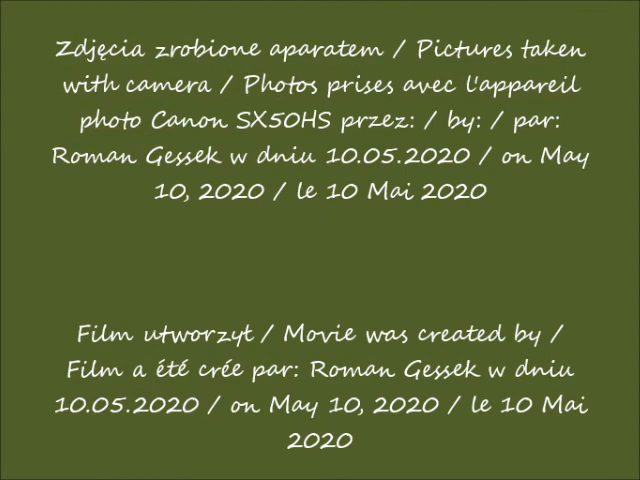 Zdjęcia zrobione aparatem / Pictures taken
with camera / Photos prises avec l'appareil
photo Canon SX50HS przez: / by: / par:
Roman Gessek w dniu 10.05.2020 / on May
10, 2020 / le 10 Mai 2020
Film utworzył / Movie was created by /
Film a été crée par: Roman Gessek w dniu
10.05.2020 / on May 10, 2020 / le 10 Mai
2020